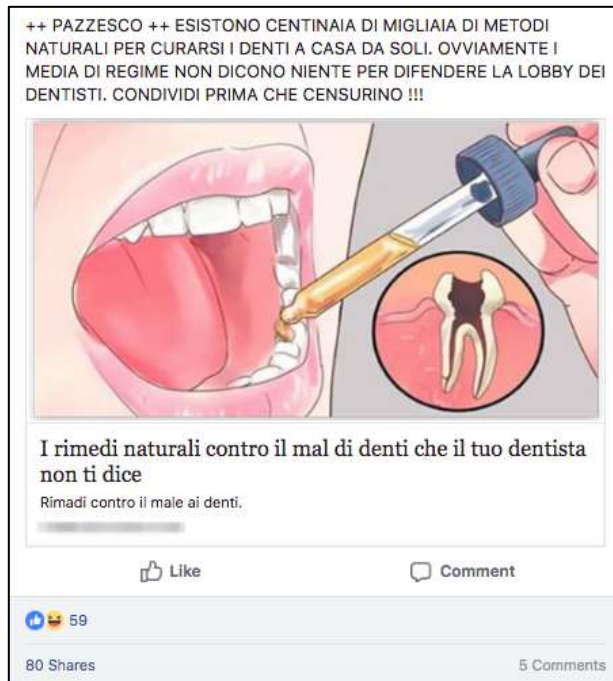 ++ PAZZESCO ++ ESISTONO CENTINAIA DI MIGLIAIA DI METODI
NATURALI PER CURARSI I DENTI A CASA DA SOLI. OVVIAMENTE I
MEDIA DI REGIME NON DICONO NIENTE PER DIFENDERE LA LOBBY DEI
DENTISTI. CONDIVIDI PRIMA CHE CENSURINO !!!
I rimedi naturali contro il mal di denti che il tuo dentista
non ti dice
Rimadi contro il male ai denti.
Like
Comment
59
80 Shares
5 Comments